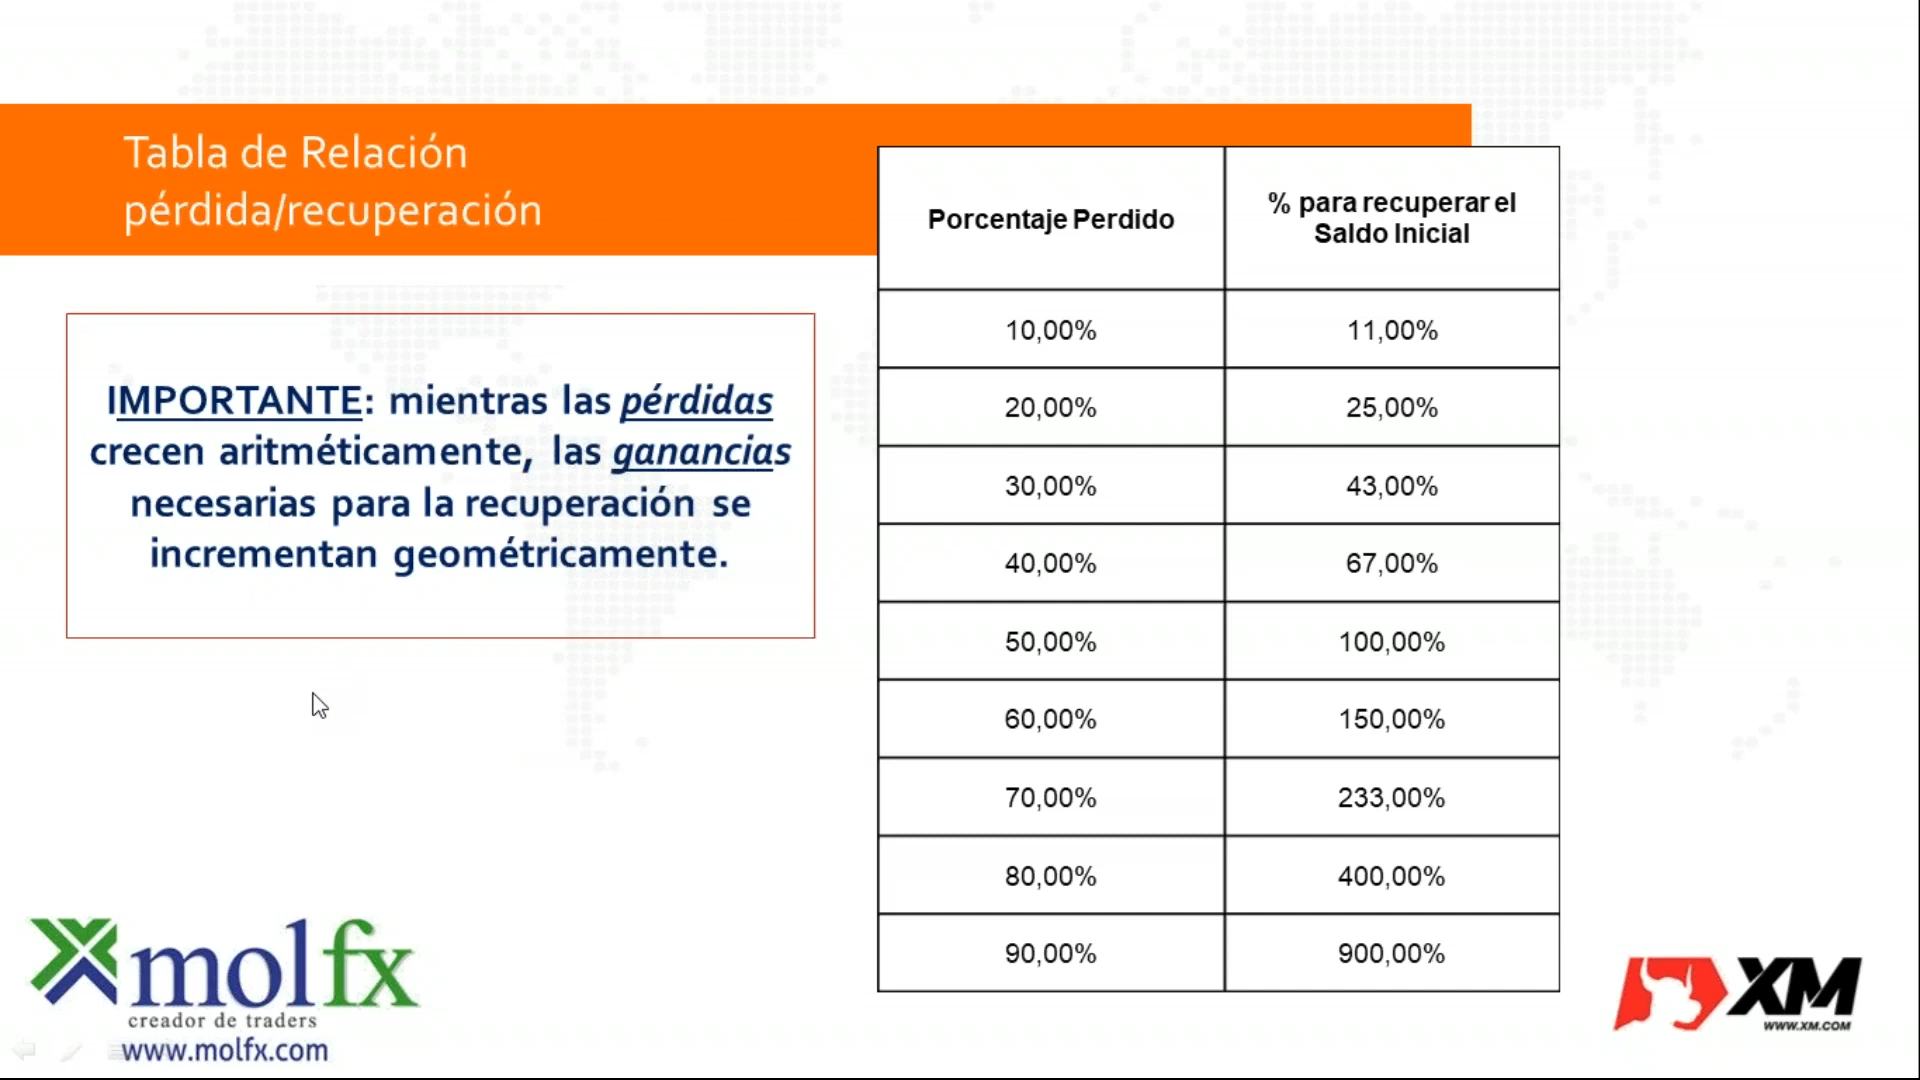 Tabla de Relación
pérdida/recuperación
IMPORTANTE: mientras las pérdidas
crecen aritméticamente, las ganancias
necesarias para la recuperación se
incrementan geométricamente.
Porcentaje Perdido
% para recuperar el
Saldo Inicial
10,00% 11,00%
20,00% 25,00%
30,00% 43,00%
40,00% 67,00%
50,00% 100,00%
60,00% 150,00%
70,00% 233,00%
80,00% 400,00%
90,00% 900,00%
molfx
creador de traders
www.molfx.com
XM
WWW.XM.COM